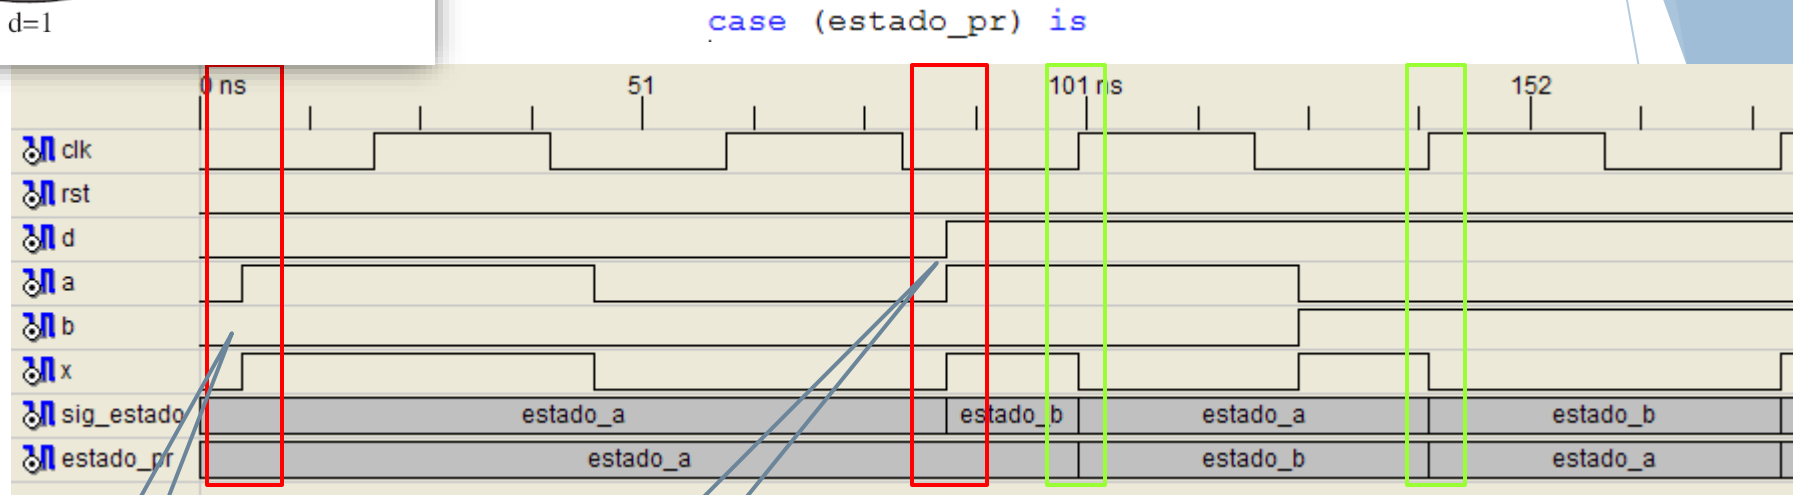 d=1
case (estado_pr) is
0 ns 51 101 ns 152
clk
rst
d
a
b
x
sig_estado estado_a estado_b estado_a estado_b
estado_pr estado_a estado_b estado_a